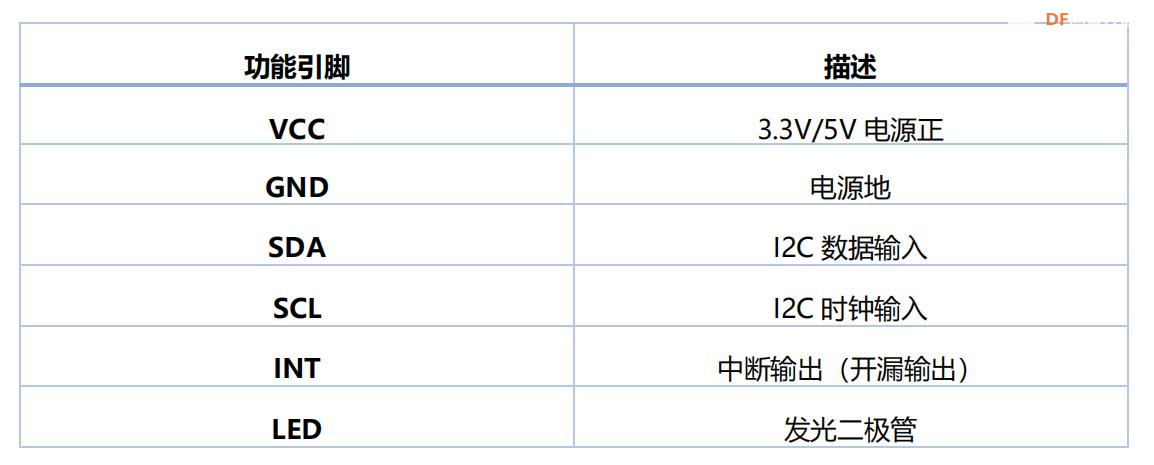 DF
功能引脚 描述
VCC 3.3V/5V 电源正
GND 电源地
SDA I2C 数据输入
SCL I2C 时钟输入
INT 中断输出（开漏输出）
LED 发光二极管